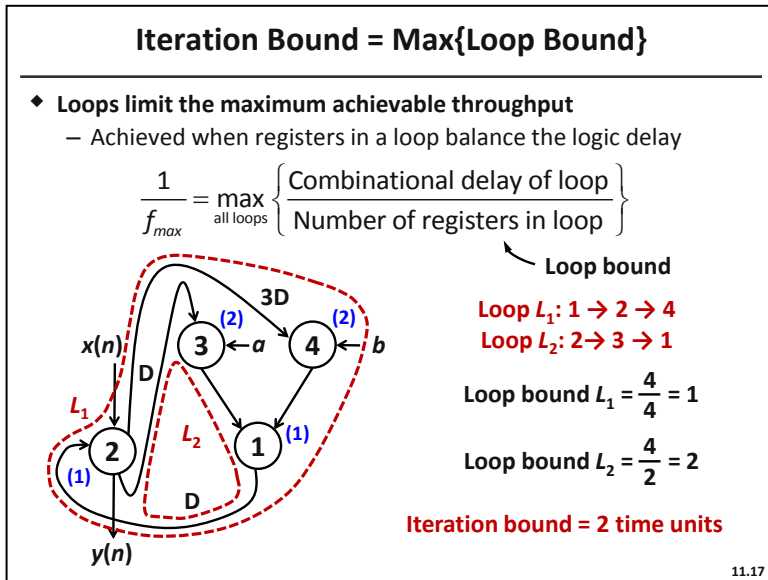 Iteration Bound = Max{Loop Bound}
◆ Loops limit the maximum achievable throughput
– Achieved when registers in a loop balance the logic delay
1/f_max = max all loops {Combinational delay of loop / Number of registers in loop}
Loop bound
3D
Loop L1: 1 → 2 → 4
(2)
(2)
x(n)
3
a
4
b
Loop L2: 2→ 3 → 1
D
L1
Loop bound L1 = 4/4 = 1
L2
1
(1)
2
(1)
Loop bound L2 = 4/2 = 2
D
Iteration bound = 2 time units
y(n)
11.17